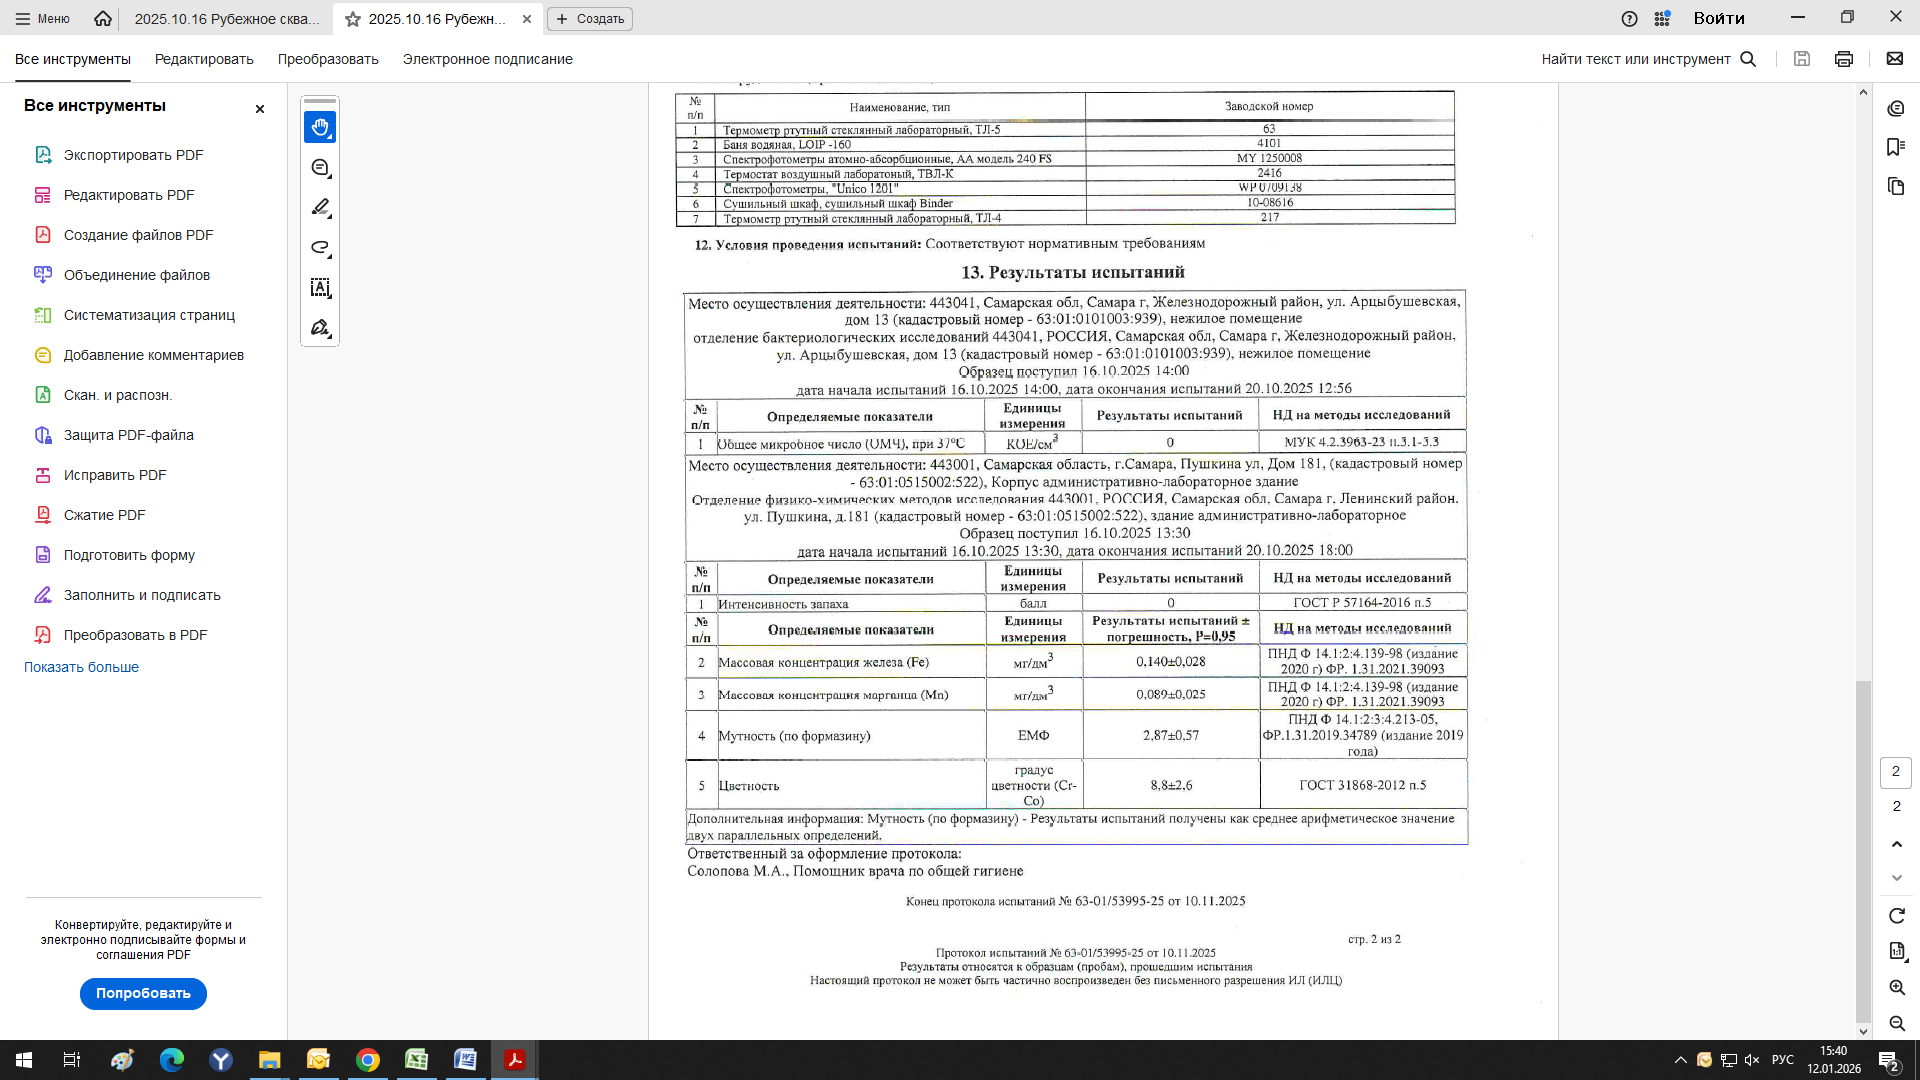 Меню
2025.10.16 Рубежное сква...
2025.10.16 Рубежн...
Создать
Войти
Все инструменты
Редактировать
Преобразовать
Электронное подписание
Найти текст или инструмент
Все инструменты
Экспортировать PDF
Редактировать PDF
Создание файлов PDF
Объединение файлов
Систематизация страниц
Добавление комментариев
Скан. и распозн.
Защита PDF-файла
Исправить PDF
Сжатие PDF
Подготовить форму
Заполнить и подписать
Преобразовать в PDF
Показать больше
Конвертируйте, редактируйте и
электронно подписывайте формы и
соглашения PDF
Попробовать
№ п/п Наименование, тип Заводской номер
1 Термометр ртутный стеклянный лабораторный, ТЛ-5 63
2 Баня водяная, LOIP -160 4101
3 Спектрофотометры атомно-абсорбционные, АА модель 240 FS MY 1250008
4 Термостат воздушный лабораторный, ТВЛ-К 2416
5 Спектрофотометры, "Unico 1201" WP 0709138
6 Сушильный шкаф, сушильный шкаф Binder 10-08616
7 Термометр ртутный стеклянный лабораторный, ТЛ-4 217
12. Условия проведения испытаний: Соответствуют нормативным требованиям
13. Результаты испытаний
Место осуществления деятельности: 443041, Самарская обл, Самара г, Железнодорожный район, ул. Арцыбушевская,
дом 13 (кадастровый номер - 63:01:0101003:939), нежилое помещение
отделение бактериологических исследований 443041, РОССИЯ, Самарская обл, Самара г, Железнодорожный район,
ул. Арцыбушевская, дом 13 (кадастровый номер - 63:01:0101003:939), нежилое помещение
Образец поступил 16.10.2025 14:00
дата начала испытаний 16.10.2025 14:00, дата окончания испытаний 20.10.2025 12:56
№ п/п Определяемые показатели Единицы измерения Результаты испытаний НД на методы исследований
1 Общее микробное число (ОМЧ), при 37°С КОЕ/см3 0 МУК 4.2.3963-23 п.3.1-3.3
Место осуществления деятельности: 443001, Самарская область, г.Самара, Пушкина ул, Дом 181, (кадастровый номер
- 63:01:0515002:522), Корпус административно-лабораторное здание
Отделение физико-химических методов исследования 443001, РОССИЯ, Самарская обл, Самара г, Ленинский район,
ул. Пушкина, д.181 (кадастровый номер - 63:01:0515002:522), здание административно-лабораторное
Образец поступил 16.10.2025 13:30
дата начала испытаний 16.10.2025 13:30, дата окончания испытаний 20.10.2025 18:00
№ п/п Определяемые показатели Единицы измерения Результаты испытаний НД на методы исследований
1 Интенсивность запаха балл 0 ГОСТ Р 57164-2016 п.5
№ п/п Определяемые показатели Единицы измерения Результаты испытаний ± погрешность, P=0,95 НД на методы исследований
2 Массовая концентрация железа (Fe) мг/дм3 0,140±0,028 ПНД Ф 14.1:2:4.139-98 (издание 2020 г) ФР. 1.31.2021.39093
3 Массовая концентрация марганца (Mn) мг/дм3 0,089±0,025 ПНД Ф 14.1:2:4.139-98 (издание 2020 г) ФР. 1.31.2021.39093
4 Мутность (по формазину) ЕМФ 2,87±0,57 ПНД Ф 14.1:2:3:4.213-05, ФР.1.31.2019.34789 (издание 2019 года)
5 Цветность градус цветности (Cr-Co) 8,8±2,6 ГОСТ 31868-2012 п.5
Дополнительная информация: Мутность (по формазину) - Результаты испытаний получены как среднее арифметическое значение
двух параллельных определений.
Ответственный за оформление протокола:
Солопова М.А., Помощник врача по общей гигиене
Конец протокола испытаний № 63-01/53995-25 от 10.11.2025
стр. 2 из 2
Протокол испытаний № 63-01/53995-25 от 10.11.2025
Результаты относятся к образцам (пробам), прошедшим испытания
Настоящий протокол не может быть частично воспроизведен без письменного разрешения ИЛ (ИЛЦ)
2
2
РУС
15:40
12.01.2026
2